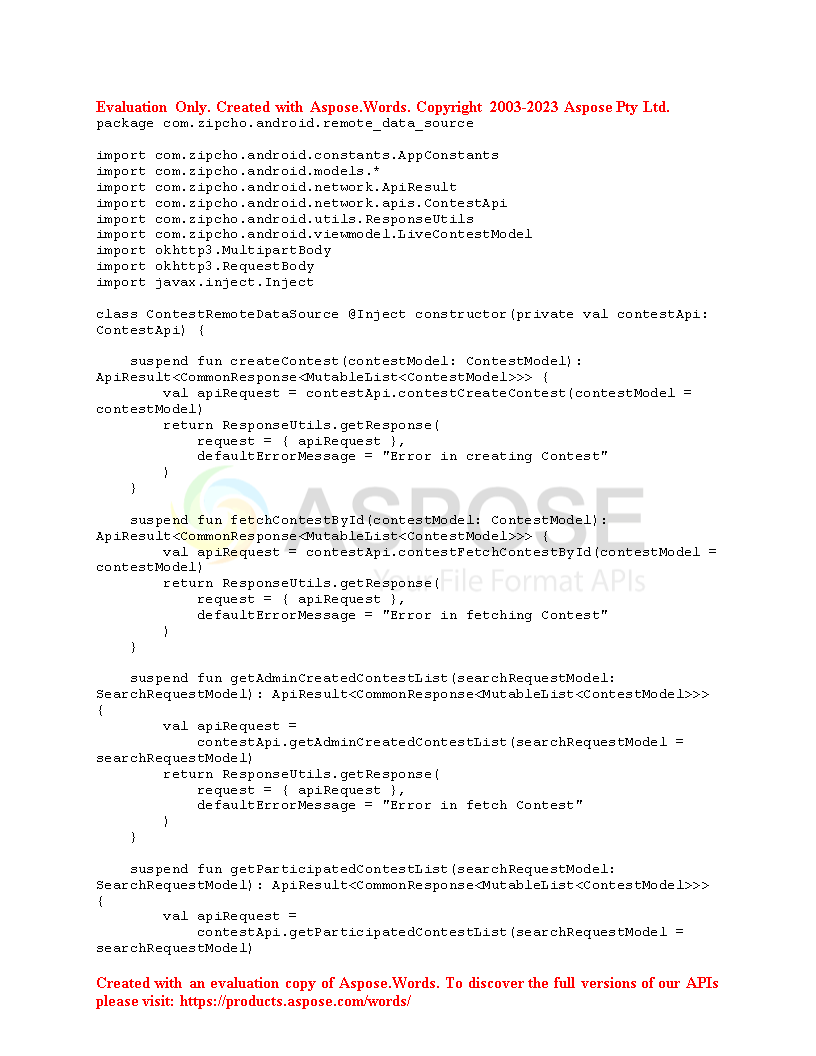 Evaluation Only. Created with Aspose.Words. Copyright 2003-2023 Aspose Pty Ltd.
package com.zipcho.android.remote_data_source

import com.zipcho.android.constants.AppConstants
import com.zipcho.android.models.*
import com.zipcho.android.network.ApiResult
import com.zipcho.android.network.apis.ContestApi
import com.zipcho.android.utils.ResponseUtils
import com.zipcho.android.viewmodel.LiveContestModel
import okhttp3.MultipartBody
import okhttp3.RequestBody
import javax.inject.Inject

class ContestRemoteDataSource @Inject constructor(private val contestApi:
ContestApi) {

    suspend fun createContest(contestModel: ContestModel):
ApiResult<CommonResponse<MutableList<ContestModel>>> {
        val apiRequest = contestApi.contestCreateContest(contestModel =
contestModel)
        return ResponseUtils.getResponse(
            request = { apiRequest },
            defaultErrorMessage = "Error in creating Contest"
        )
    }
ASPOSE
    suspend fun fetchContestById(contestModel: ContestModel):
ApiResult<CommonResponse<MutableList<ContestModel>>> {
        val apiRequest = contestApi.contestFetchContestById(contestModel =
contestModel)
Your File Format APIs
        return ResponseUtils.getResponse(
            request = { apiRequest },
            defaultErrorMessage = "Error in fetching Contest"
        )
    }

    suspend fun getAdminCreatedContestList(searchRequestModel:
SearchRequestModel): ApiResult<CommonResponse<MutableList<ContestModel>>>
{
        val apiRequest =
            contestApi.getAdminCreatedContestList(searchRequestModel =
searchRequestModel)
        return ResponseUtils.getResponse(
            request = { apiRequest },
            defaultErrorMessage = "Error in fetch Contest"
        )
    }

    suspend fun getParticipatedContestList(searchRequestModel:
SearchRequestModel): ApiResult<CommonResponse<MutableList<ContestModel>>>
{
        val apiRequest =
            contestApi.getParticipatedContestList(searchRequestModel =
searchRequestModel)

Created with an evaluation copy of Aspose.Words. To discover the full versions of our APIs
please visit: https://products.aspose.com/words/